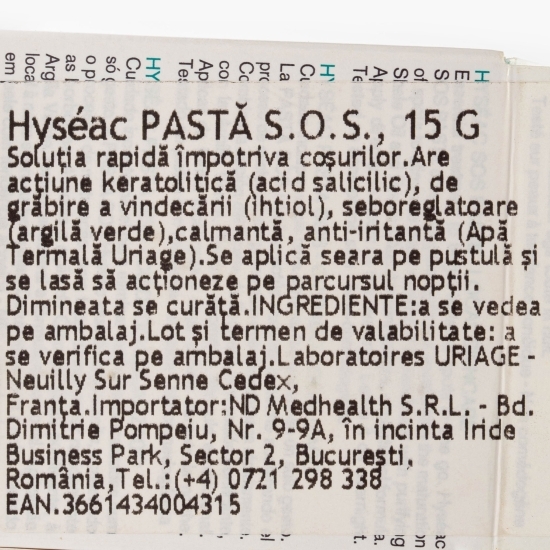 Hyséac PASTĂ S.O.S., 15 G
Soluția rapidă împotriva coșurilor.Are
acțiune keratolitică (acid salicilic), de
grăbire a vindecării (ihtiol), seboreglatoare
(argilă verde),calmantă, anti-iritantă (Apă
Termală Uriage).Se aplică seara pe pustulă și
se lasă să acționeze pe parcursul nopții.
Dimineata se curăță.INGREDIENTE:a se vedea
pe ambalaj.Lot și termen de valabilitate: a
se verifica pe ambalaj.Laboratoires URIAGE -
Neuilly Sur Senne Cedex,
Franța.Importator:ND Medhealth S.R.L. - Bd.
Dimitrie Pompeiu, Nr. 9-9A, în incinta Iride
Business Park, Sector 2, București,
România,Tel.:(+4) 0721 298 338
EAN.3661434004315